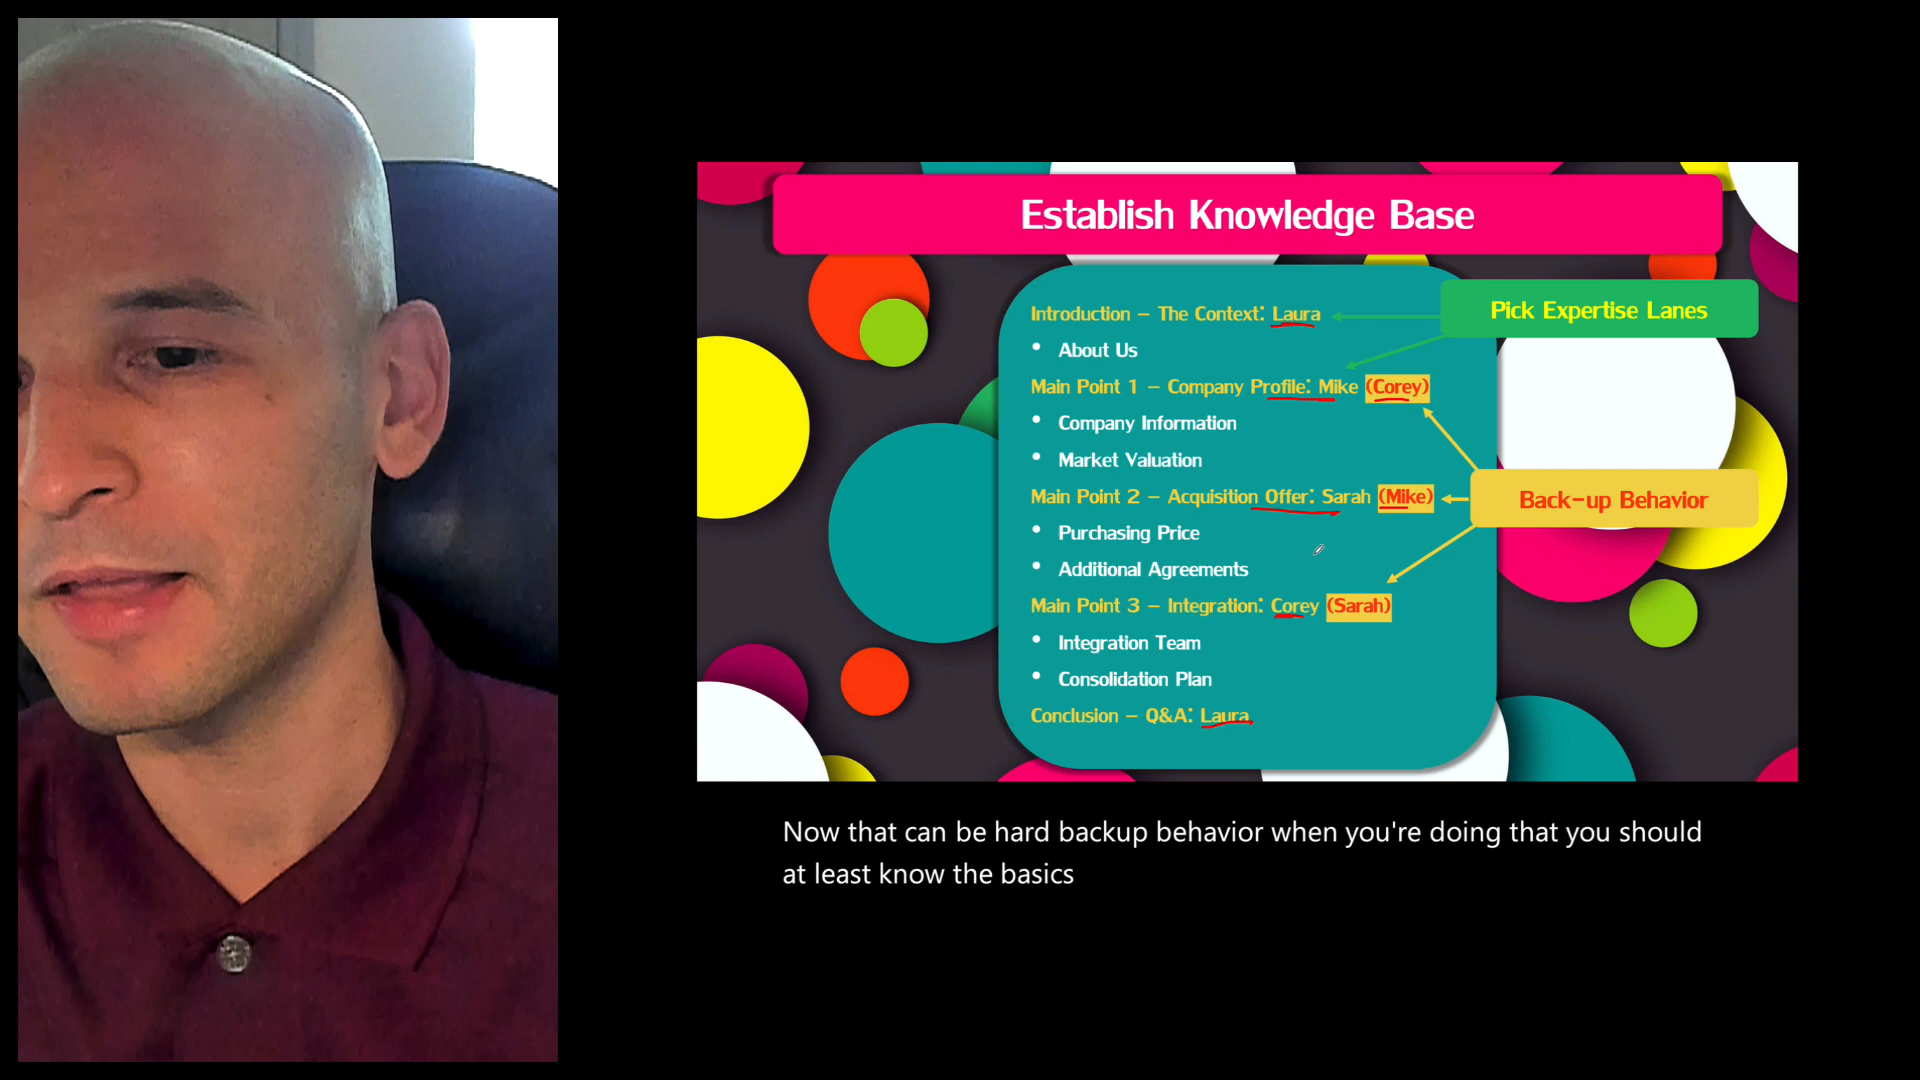 Establish Knowledge Base
Pick Expertise Lanes
Introduction – The Context: Laura
• About Us
Main Point 1 – Company Profile: Mike (Corey)
• Company Information
• Market Valuation
Main Point 2 – Acquisition Offer: Sarah (Mike)
Back-up Behavior
• Purchasing Price
• Additional Agreements
Main Point 3 – Integration: Corey (Sarah)
• Integration Team
• Consolidation Plan
Conclusion – Q&A: Laura
Now that can be hard backup behavior when you're doing that you should
at least know the basics